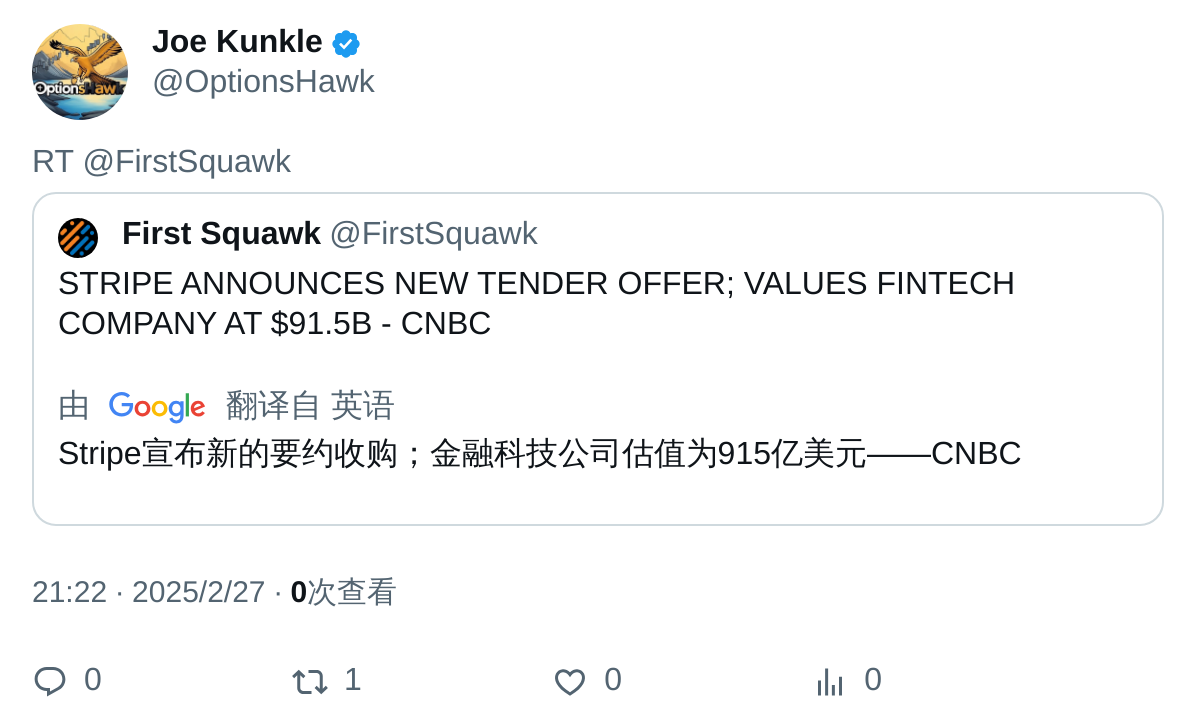 OptionsHawk
Joe Kunkle
@OptionsHawk
RT @FirstSquawk
First Squawk @FirstSquawk
STRIPE ANNOUNCES NEW TENDER OFFER; VALUES FINTECH
COMPANY AT $91.5B - CNBC
由 Google 翻译自 英语
Stripe宣布新的要约收购；金融科技公司估值为915亿美元——CNBC
21:22 · 2025/2/27 · 0次查看
0 1 0 0